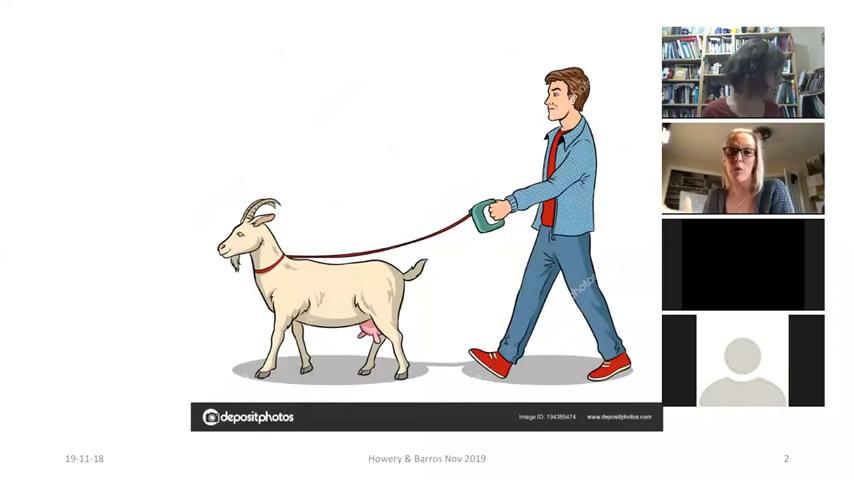 depositphotos
Image ID: 194385474 | www.depositphotos.com
19-11-18
Howery & Barros Nov 2019
2